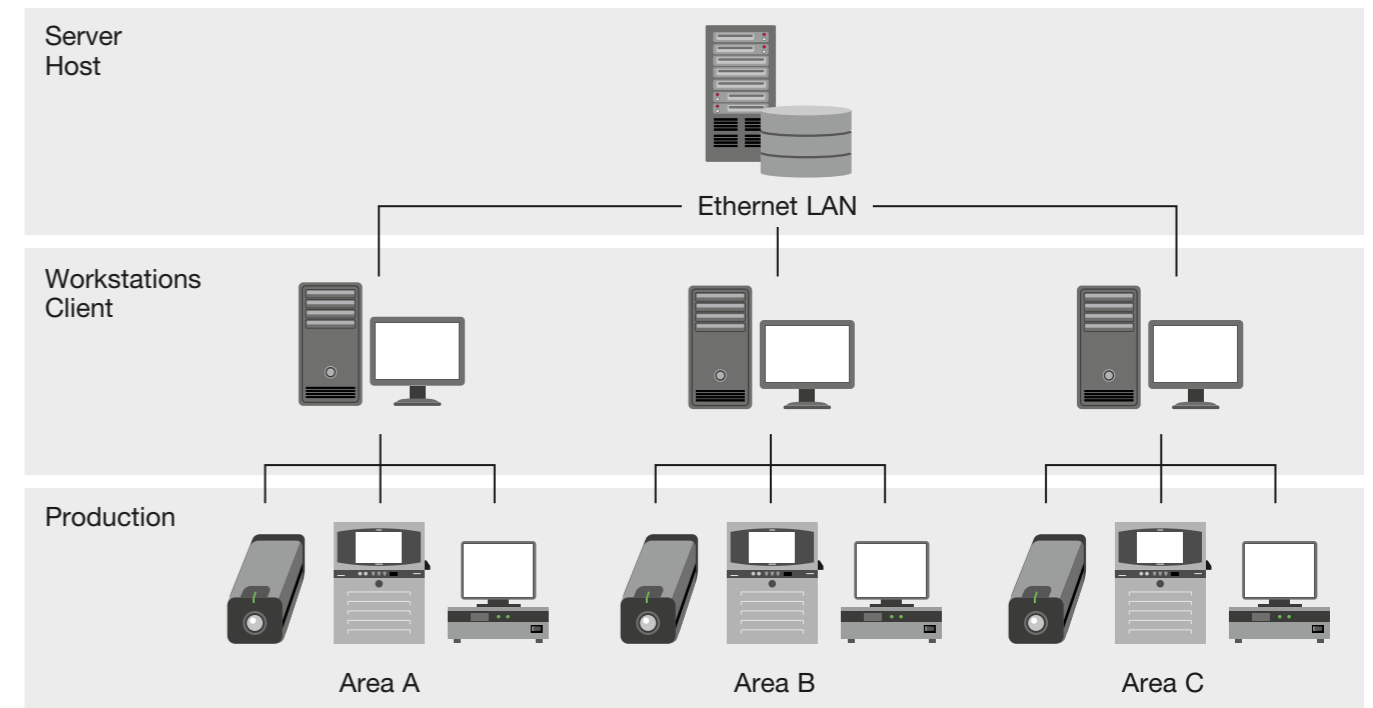 Server
Host
Ethernet LAN
Workstations
Client
Production
Area A
Area B
Area C